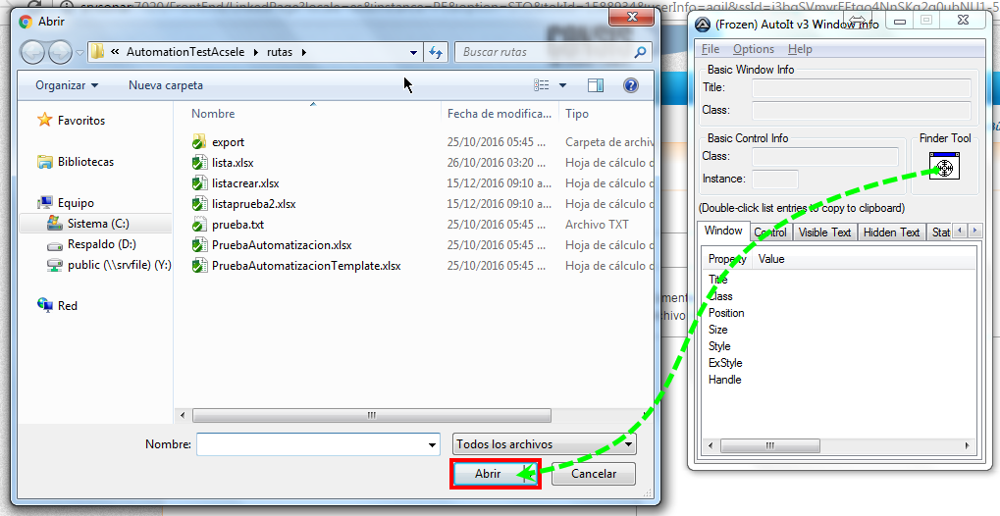 Abrir
« AutomationTestAcsele ▸ rutas ▸
Buscar rutas
Organizar
Nueva carpeta
Favoritos
Bibliotecas
Equipo
Sistema (C:)
Respaldo (D:)
public (\\srvfile) (Y:)
Red
Nombre
Fecha de modifica...
Tipo
export
25/10/2016 05:45 ...
Carpeta de archiv
lista.xlsx
26/10/2016 03:20 ...
Hoja de cálculo d
listacrear.xlsx
15/12/2016 09:10 a...
Hoja de cálculo d
listaprueba2.xlsx
15/12/2016 09:10 a...
Hoja de cálculo d
prueba.txt
25/10/2016 05:45 ...
Archivo TXT
PruebaAutomatizacion.xlsx
25/10/2016 05:45 ...
Hoja de cálculo d
PruebaAutomatizacionTemplate.xlsx
25/10/2016 05:45 ...
Hoja de cálculo d
Nombre:
Todos los archivos
Abrir
Cancelar
(Frozen) AutoIt v3 Window Info
File Options Help
Basic Window Info
Title:
Class:
Basic Control Info
Class:
Instance:
Finder Tool
(Double-click list entries to copy to clipboard)
Window
Control
Visible Text
Hidden Text
Stat
Property
Value
Title
Class
Position
Size
Style
ExStyle
Handle